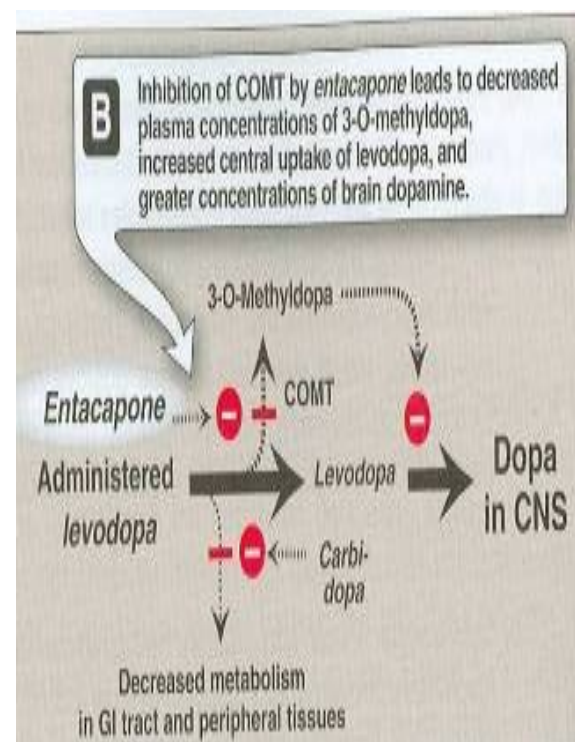 B
Inhibition of COMT by entacapone leads to decreased
plasma concentrations of 3-O-methyldopa,
increased central uptake of levodopa, and
greater concentrations of brain dopamine.
3-O-Methyldopa
COMT
Entacapone
Administered
levodopa
Levodopa
Dopa
in CNS
Carbi-
dopa
Decreased metabolism
in GI tract and peripheral tissues